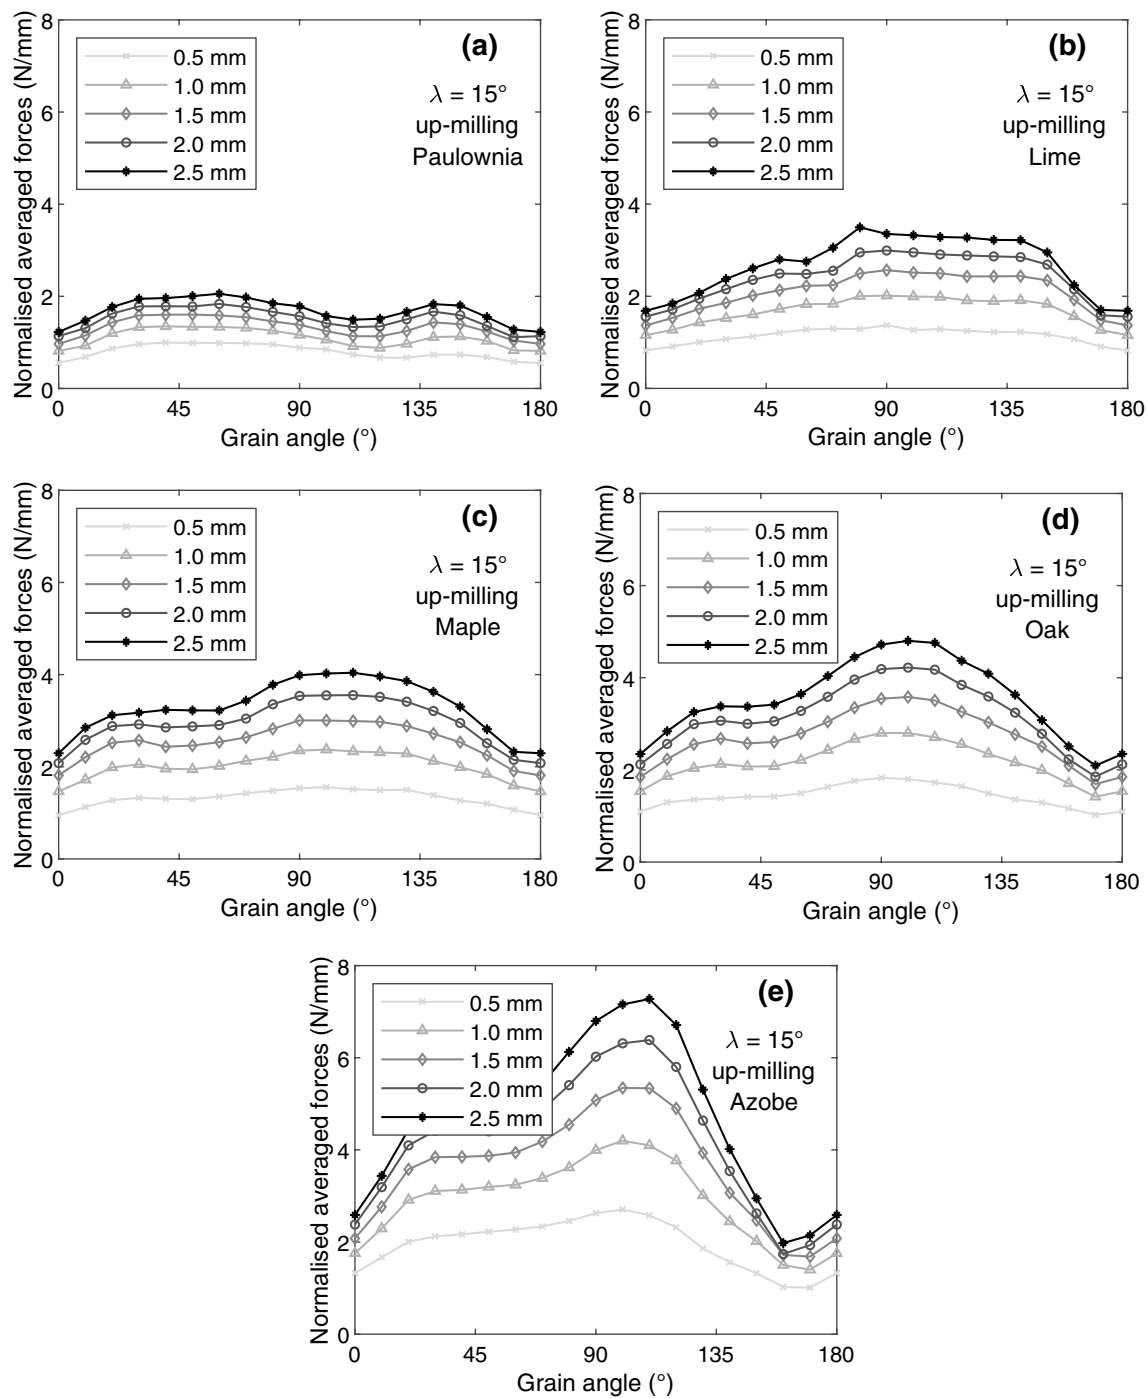 Normalised averaged forces (N/mm)
8
6
4
2
0
0.5 mm
1.0 mm
1.5 mm
2.0 mm
2.5 mm
(a)
λ = 15°
up-milling
Paulownia
0 45 90 135 180
Grain angle (°)
Normalised averaged forces (N/mm)
8
6
4
2
0
0.5 mm
1.0 mm
1.5 mm
2.0 mm
2.5 mm
(b)
λ = 15°
up-milling
Lime
0 45 90 135 180
Grain angle (°)
Normalised averaged forces (N/mm)
8
6
4
2
0
0.5 mm
1.0 mm
1.5 mm
2.0 mm
2.5 mm
(c)
λ = 15°
up-milling
Maple
0 45 90 135 180
Grain angle (°)
Normalised averaged forces (N/mm)
8
6
4
2
0
0.5 mm
1.0 mm
1.5 mm
2.0 mm
2.5 mm
(d)
λ = 15°
up-milling
Oak
0 45 90 135 180
Grain angle (°)
Normalised averaged forces (N/mm)
8
6
4
2
0
0.5 mm
1.0 mm
1.5 mm
2.0 mm
2.5 mm
(e)
λ = 15°
up-milling
Azobe
0 45 90 135 180
Grain angle (°)